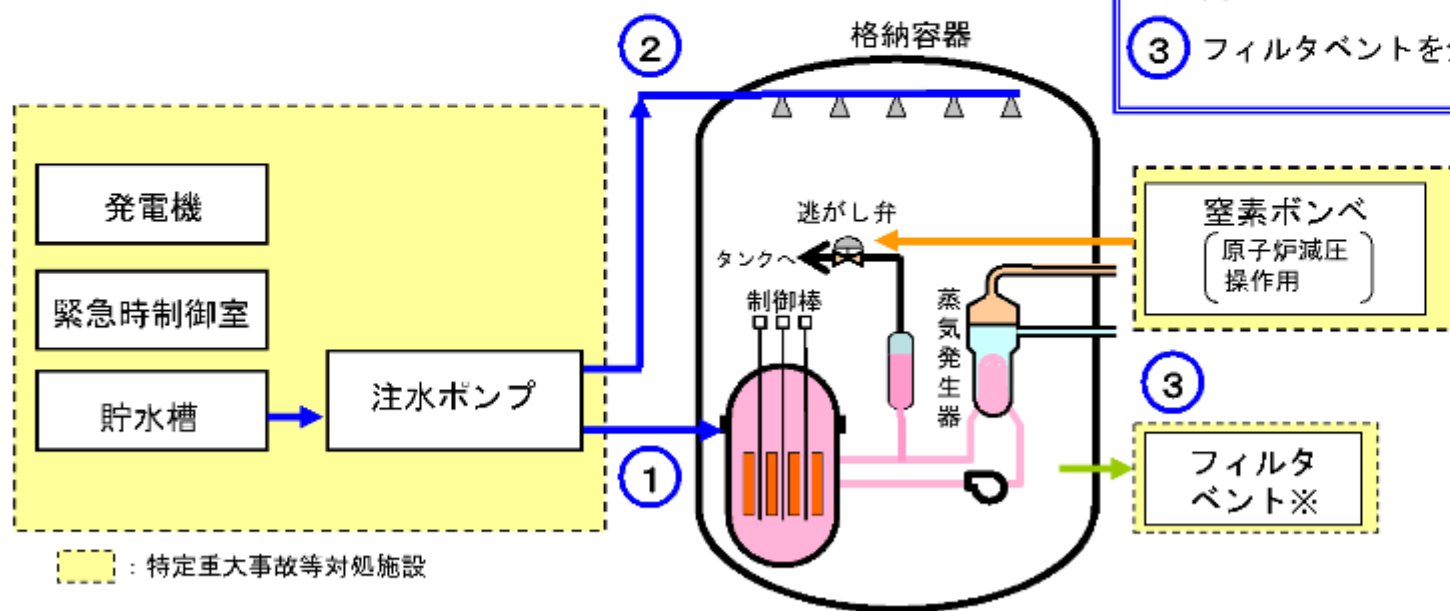 ②
格納容器
③ フィルタベントを
発電機
緊急時制御室
貯水槽
注水ポンプ
①
逃がし弁
タンクへ
制御棒
蒸気発生器
窒素ボンベ
原子炉減圧
操作用
③
フィルタ
ベント※
：特定重大事故等対処施設